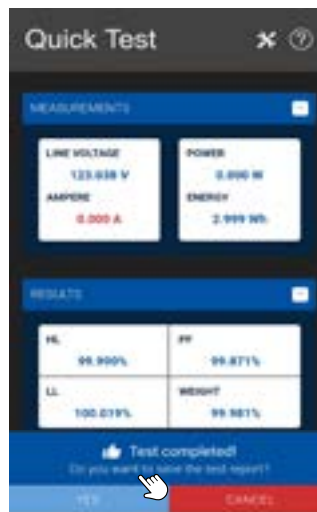 Quick Test
MEASUREMENTS
LINE VOLTAGE
123.038 V
AMPERE
0.000 A
POWER
0.000 W
ENERGY
2.999 Wh
RESULTS
HL
99.900%
PF
99.871%
LL
100.019%
WEIGHT
99.981%
Test completed!
Do you want to save the test report?
YES
CANCEL